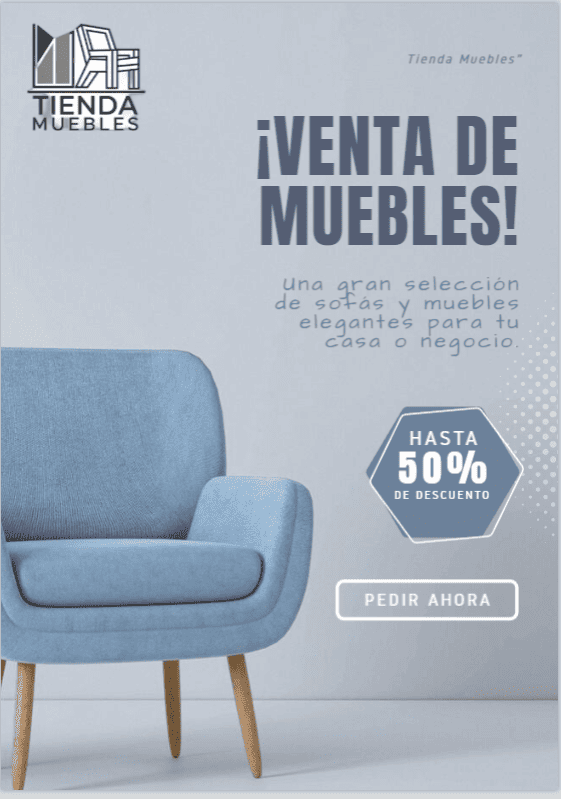 TIENDA
MUEBLES
Tienda Muebles"
¡VENTA DE
MUEBLES!
Una gran selección
de sofás y muebles
elegantes para tu
casa o negocio.
HASTA
50%
DE DESCUENTO
PEDIR AHORA